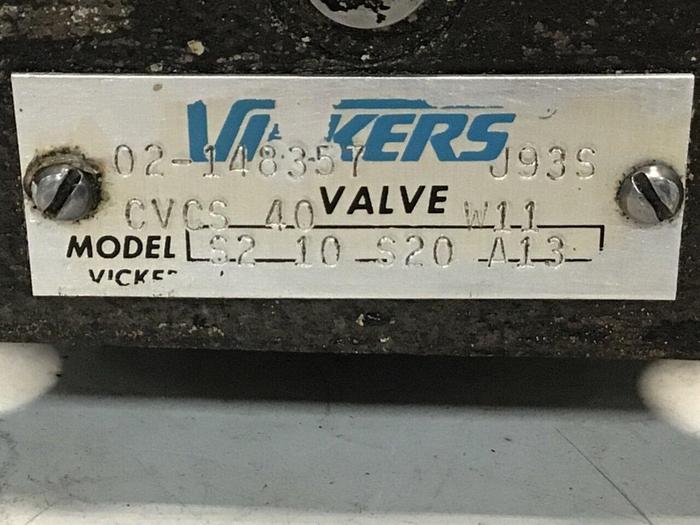 VICKERS
02-148357 J93S
VALVE
CVCS 40 W11
MODEL S2 10 S20 A13